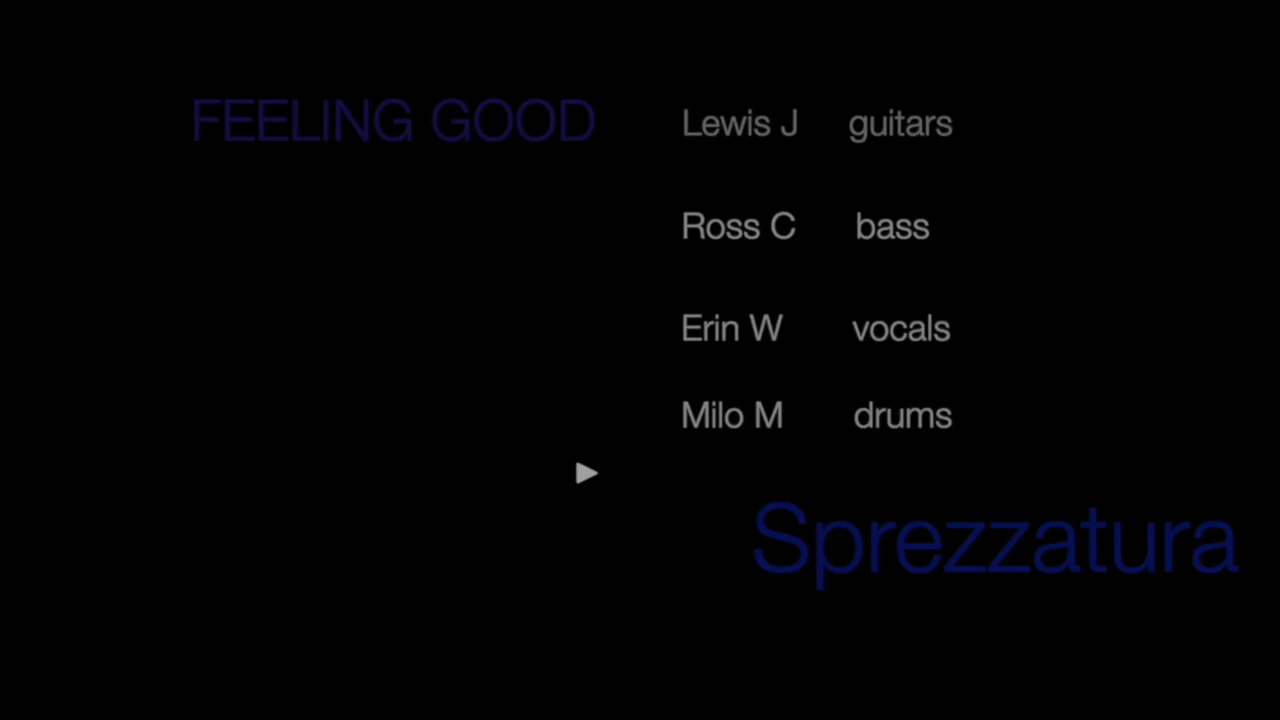 FEELING GOOD
Lewis J guitars
Ross C bass
Erin W vocals
Milo M drums
Sprezzatura